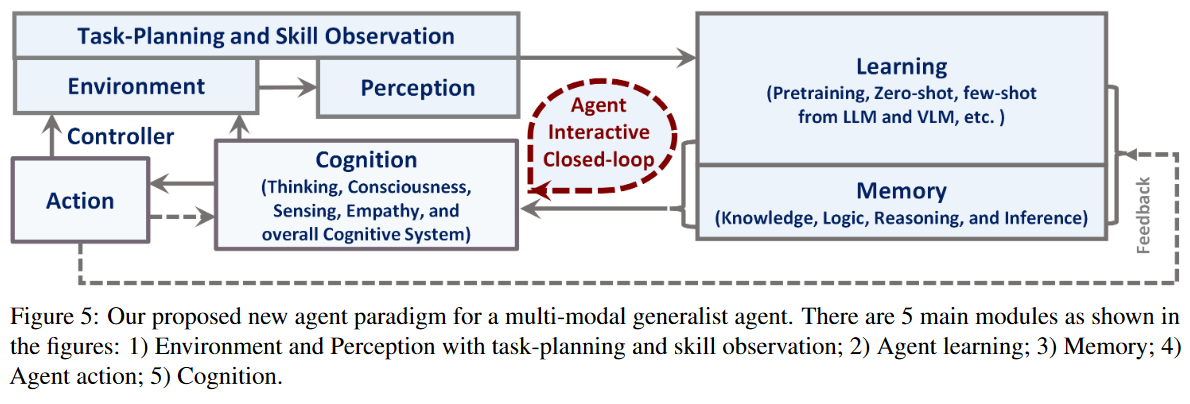 Task-Planning and Skill Observation
Environment
Perception
Controller
Action
Cognition
(Thinking, Consciousness,
Sensing, Empathy, and
overall Cognitive System)
Agent
Interactive
Closed-loop
Learning
(Pretraining, Zero-shot, few-shot
from LLM and VLM, etc. )
Memory
(Knowledge, Logic, Reasoning, and Inference)
Feedback
Figure 5: Our proposed new agent paradigm for a multi-modal generalist agent. There are 5 main modules as shown in
the figures: 1) Environment and Perception with task-planning and skill observation; 2) Agent learning; 3) Memory; 4)
Agent action; 5) Cognition.